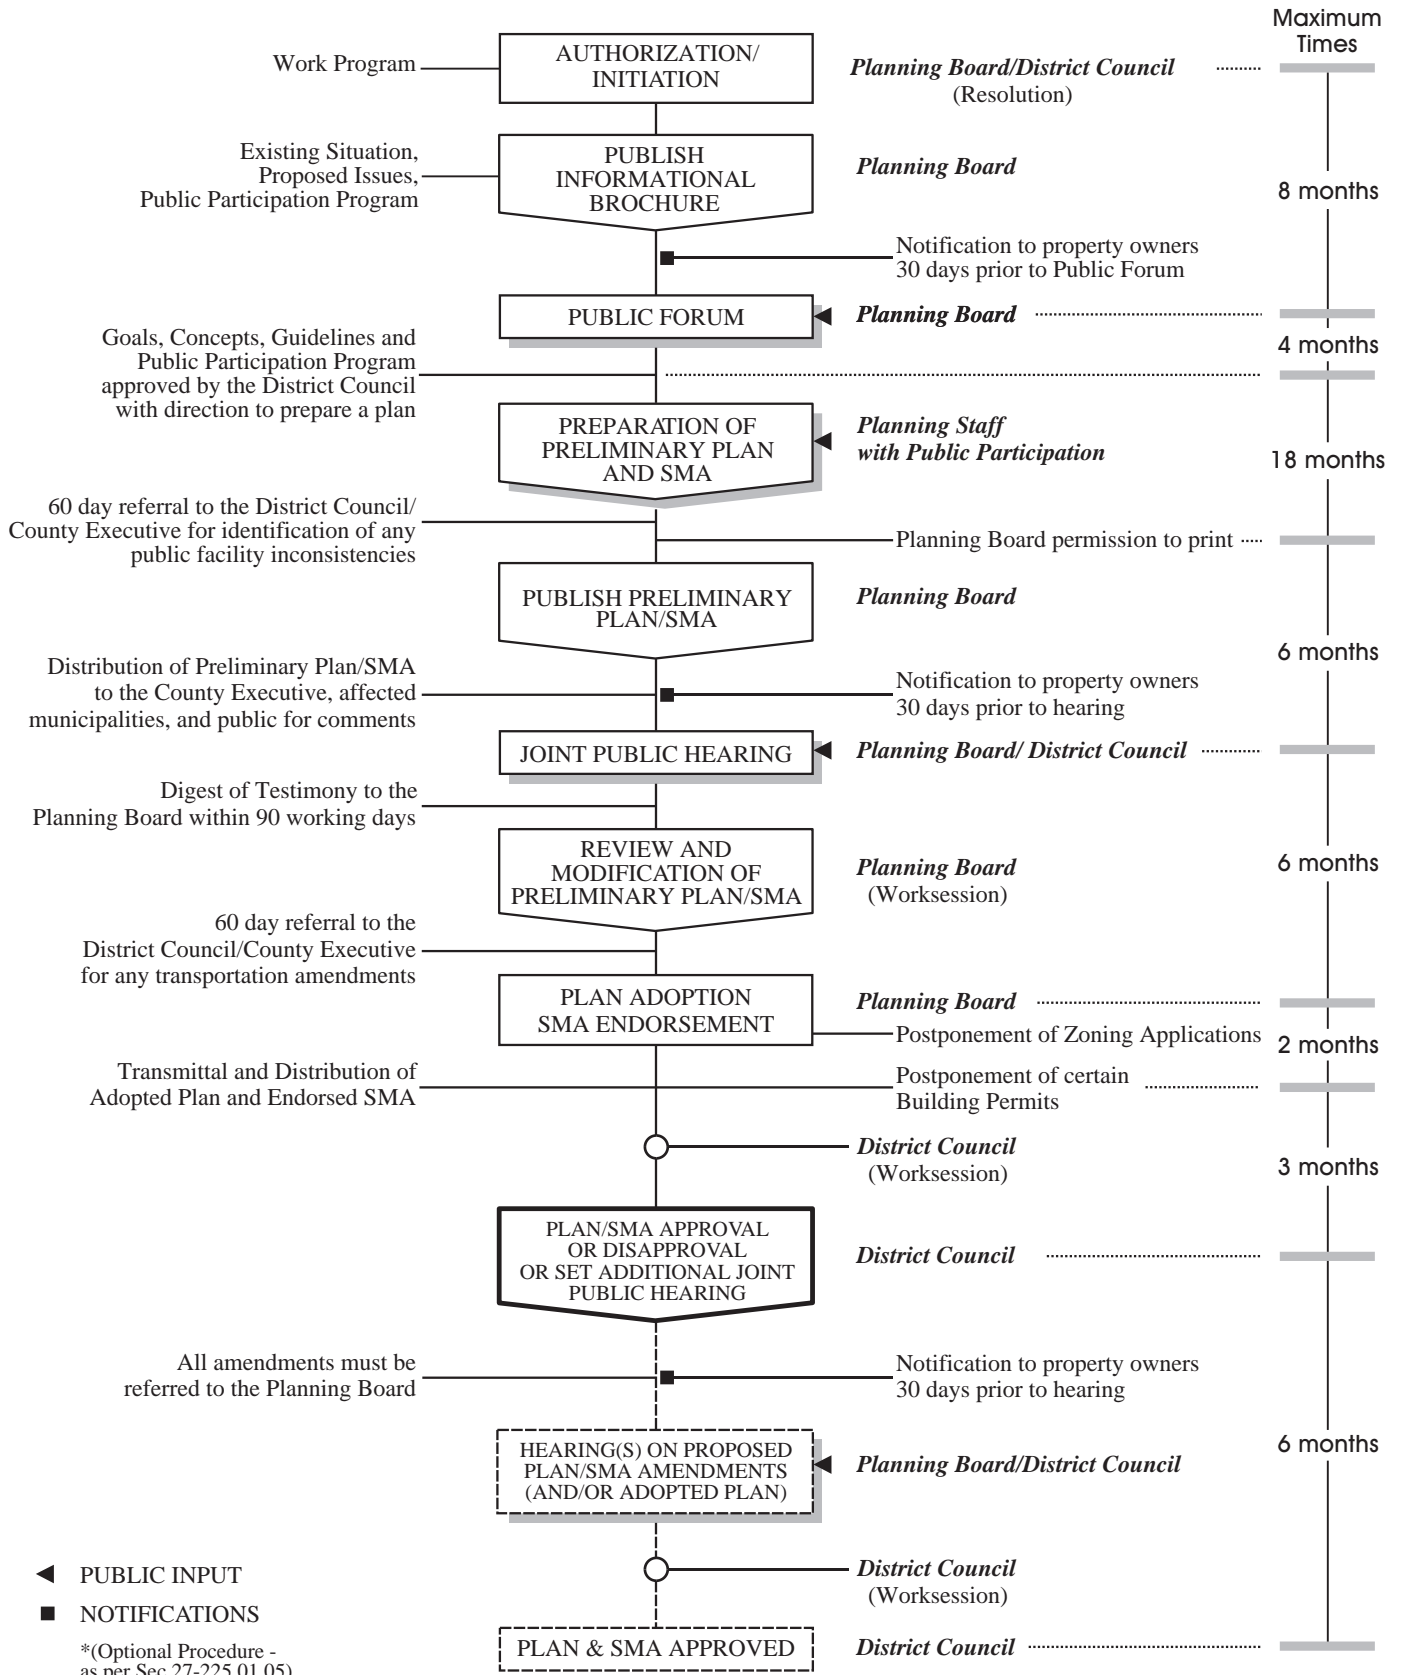 Maximum
Times
Work Program
AUTHORIZATION/
INITIATION
Planning Board/District Council
(Resolution)
Existing Situation,
Proposed Issues,
Public Participation Program
PUBLISH
INFORMATIONAL
BROCHURE
Planning Board
8 months
Notification to property owners
30 days prior to Public Forum
PUBLIC FORUM
Planning Board
Goals, Concepts, Guidelines and
Public Participation Program
approved by the District Council
with direction to prepare a plan
4 months
PREPARATION OF
PRELIMINARY PLAN
AND SMA
Planning Staff
with Public Participation
18 months
60 day referral to the District Council/
County Executive for identification of any
public facility inconsistencies
Planning Board permission to print
PUBLISH PRELIMINARY
PLAN/SMA
Planning Board
6 months
Distribution of Preliminary Plan/SMA
to the County Executive, affected
municipalities, and public for comments
Notification to property owners
30 days prior to hearing
JOINT PUBLIC HEARING
Planning Board/ District Council
Digest of Testimony to the
Planning Board within 90 working days
REVIEW AND
MODIFICATION OF
PRELIMINARY PLAN/SMA
Planning Board
(Worksession)
6 months
60 day referral to the
District Council/County Executive
for any transportation amendments
PLAN ADOPTION
SMA ENDORSEMENT
Planning Board
Postponement of Zoning Applications
2 months
Transmittal and Distribution of
Adopted Plan and Endorsed SMA
Postponement of certain
Building Permits
District Council
(Worksession)
3 months
PLAN/SMA APPROVAL
OR DISAPPROVAL
OR SET ADDITIONAL JOINT
PUBLIC HEARING
District Council
All amendments must be
referred to the Planning Board
Notification to property owners
30 days prior to hearing
HEARING(S) ON PROPOSED
PLAN/SMA AMENDMENTS
(AND/OR ADOPTED PLAN)
Planning Board/District Council
6 months
District Council
(Worksession)
PLAN & SMA APPROVED
District Council
PUBLIC INPUT
NOTIFICATIONS
*(Optional Procedure -
as per Sec.27-225.01.05)